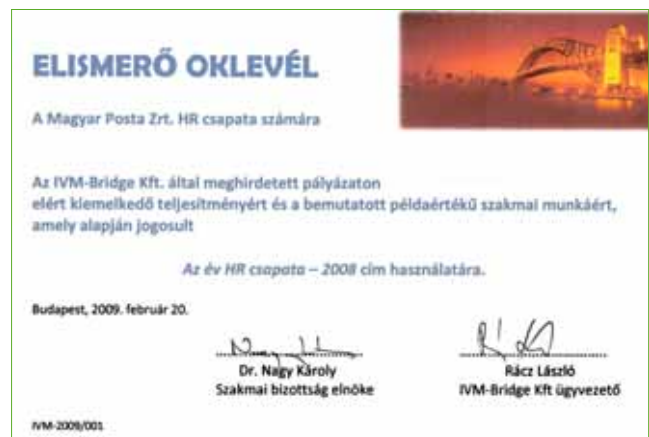 ELISMERŐ OKLEVÉL
A Magyar Posta Zrt. HR csapata számára
Az IVM-Bridge Kft. által meghirdetett pályázaton
elért kiemelkedő teljesítményért és a bemutatott példaértékű szakmai munkáért,
amely alapján jogosult
Az év HR csapata – 2008 cím használatára.
Budapest, 2009. február 20.
Dr. Nagy Károly
Szakmai bizottság elnöke
Rácz László
IVM-Bridge Kft ügyvezető
IVM-2009/001